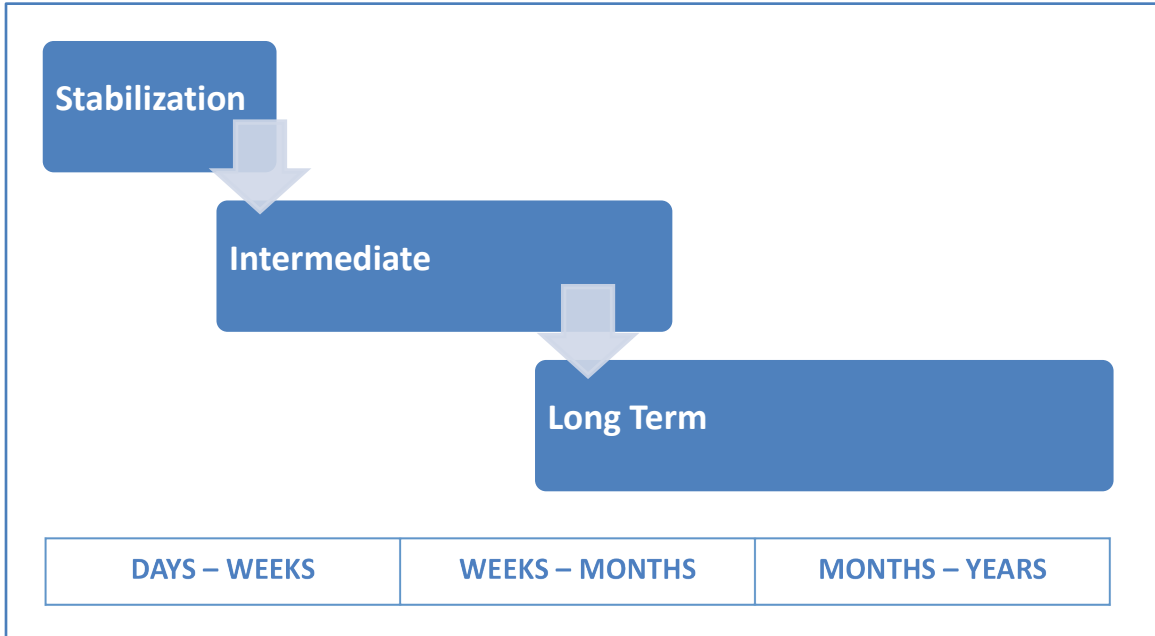 Stabilization
Intermediate
Long Term
DAYS – WEEKS
WEEKS – MONTHS
MONTHS – YEARS